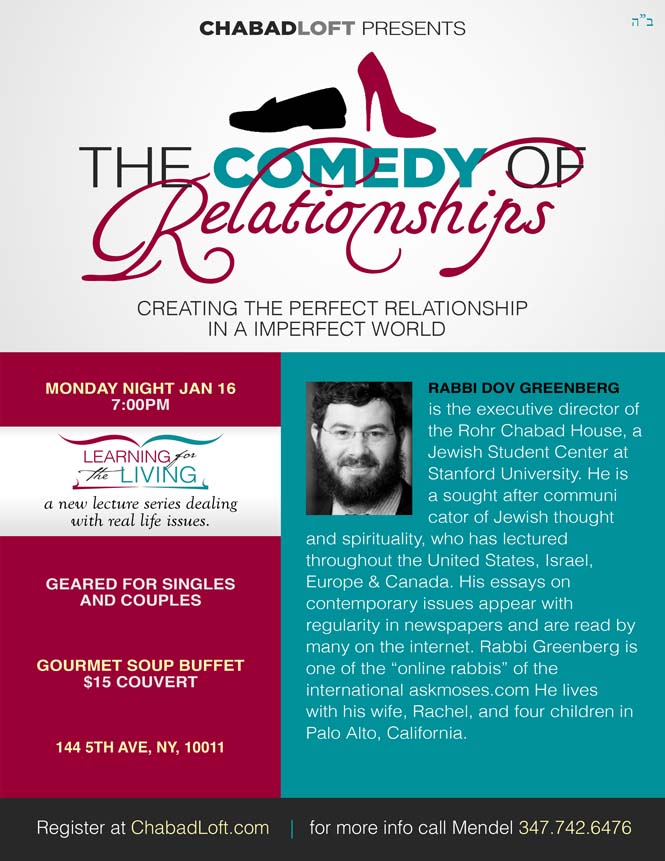 CHABADLOFT PRESENTS
ב”ה
THE COMEDY OF
Relationships
CREATING THE PERFECT RELATIONSHIP
IN A IMPERFECT WORLD
MONDAY NIGHT JAN 16
7:00PM
LEARNING for
the LIVING
a new lecture series dealing
with real life issues.
GEARED FOR SINGLES
AND COUPLES
GOURMET SOUP BUFFET
$15 COUVERT
144 5TH AVE, NY, 10011
RABBI DOV GREENBERG
is the executive director of
the Rohr Chabad House, a
Jewish Student Center at
Stanford University. He is
a sought after communi
cator of Jewish thought
and spirituality, who has lectured
throughout the United States, Israel,
Europe & Canada. His essays on
contemporary issues appear with
regularity in newspapers and are read by
many on the internet. Rabbi Greenberg is
one of the “online rabbis” of the
international askmoses.com He lives
with his wife, Rachel, and four children in
Palo Alto, California.
Register at ChabadLoft.com | for more info call Mendel 347.742.6476